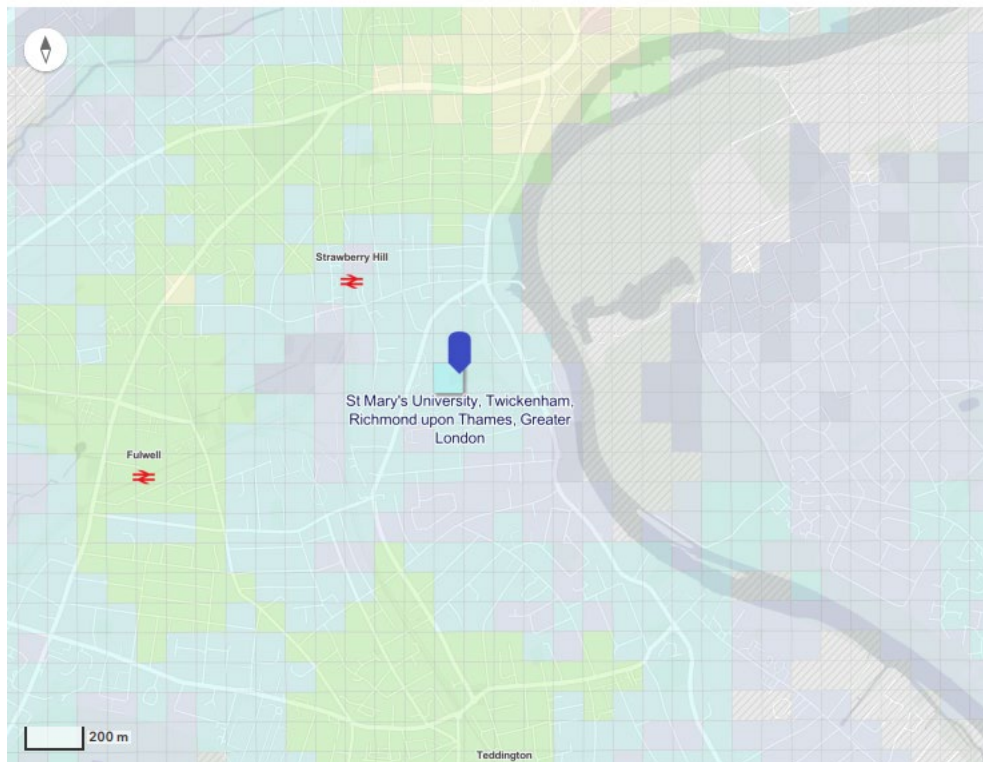 Strawberry Hill
St Mary's University, Twickenham,
Richmond upon Thames, Greater
London
Fulwell
200 m
Teddington